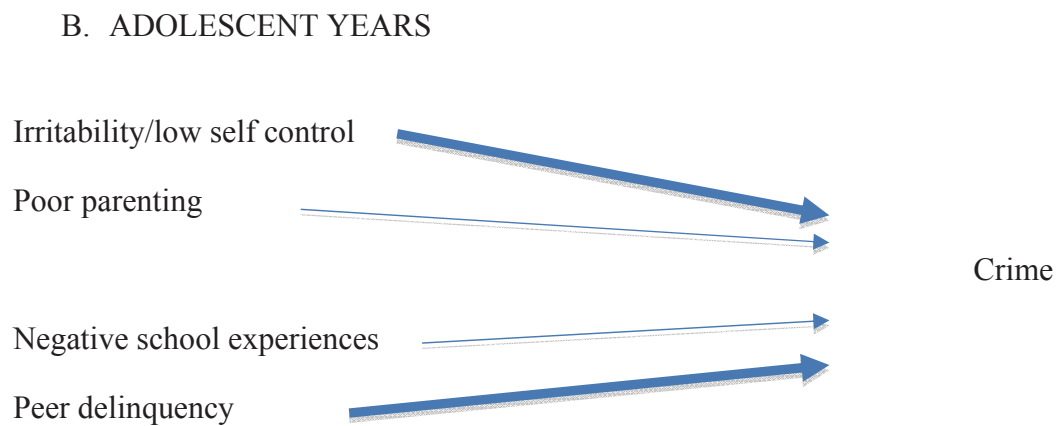 B. ADOLESCENT YEARS
Irritability/low self control
Poor parenting
Crime
Negative school experiences
Peer delinquency